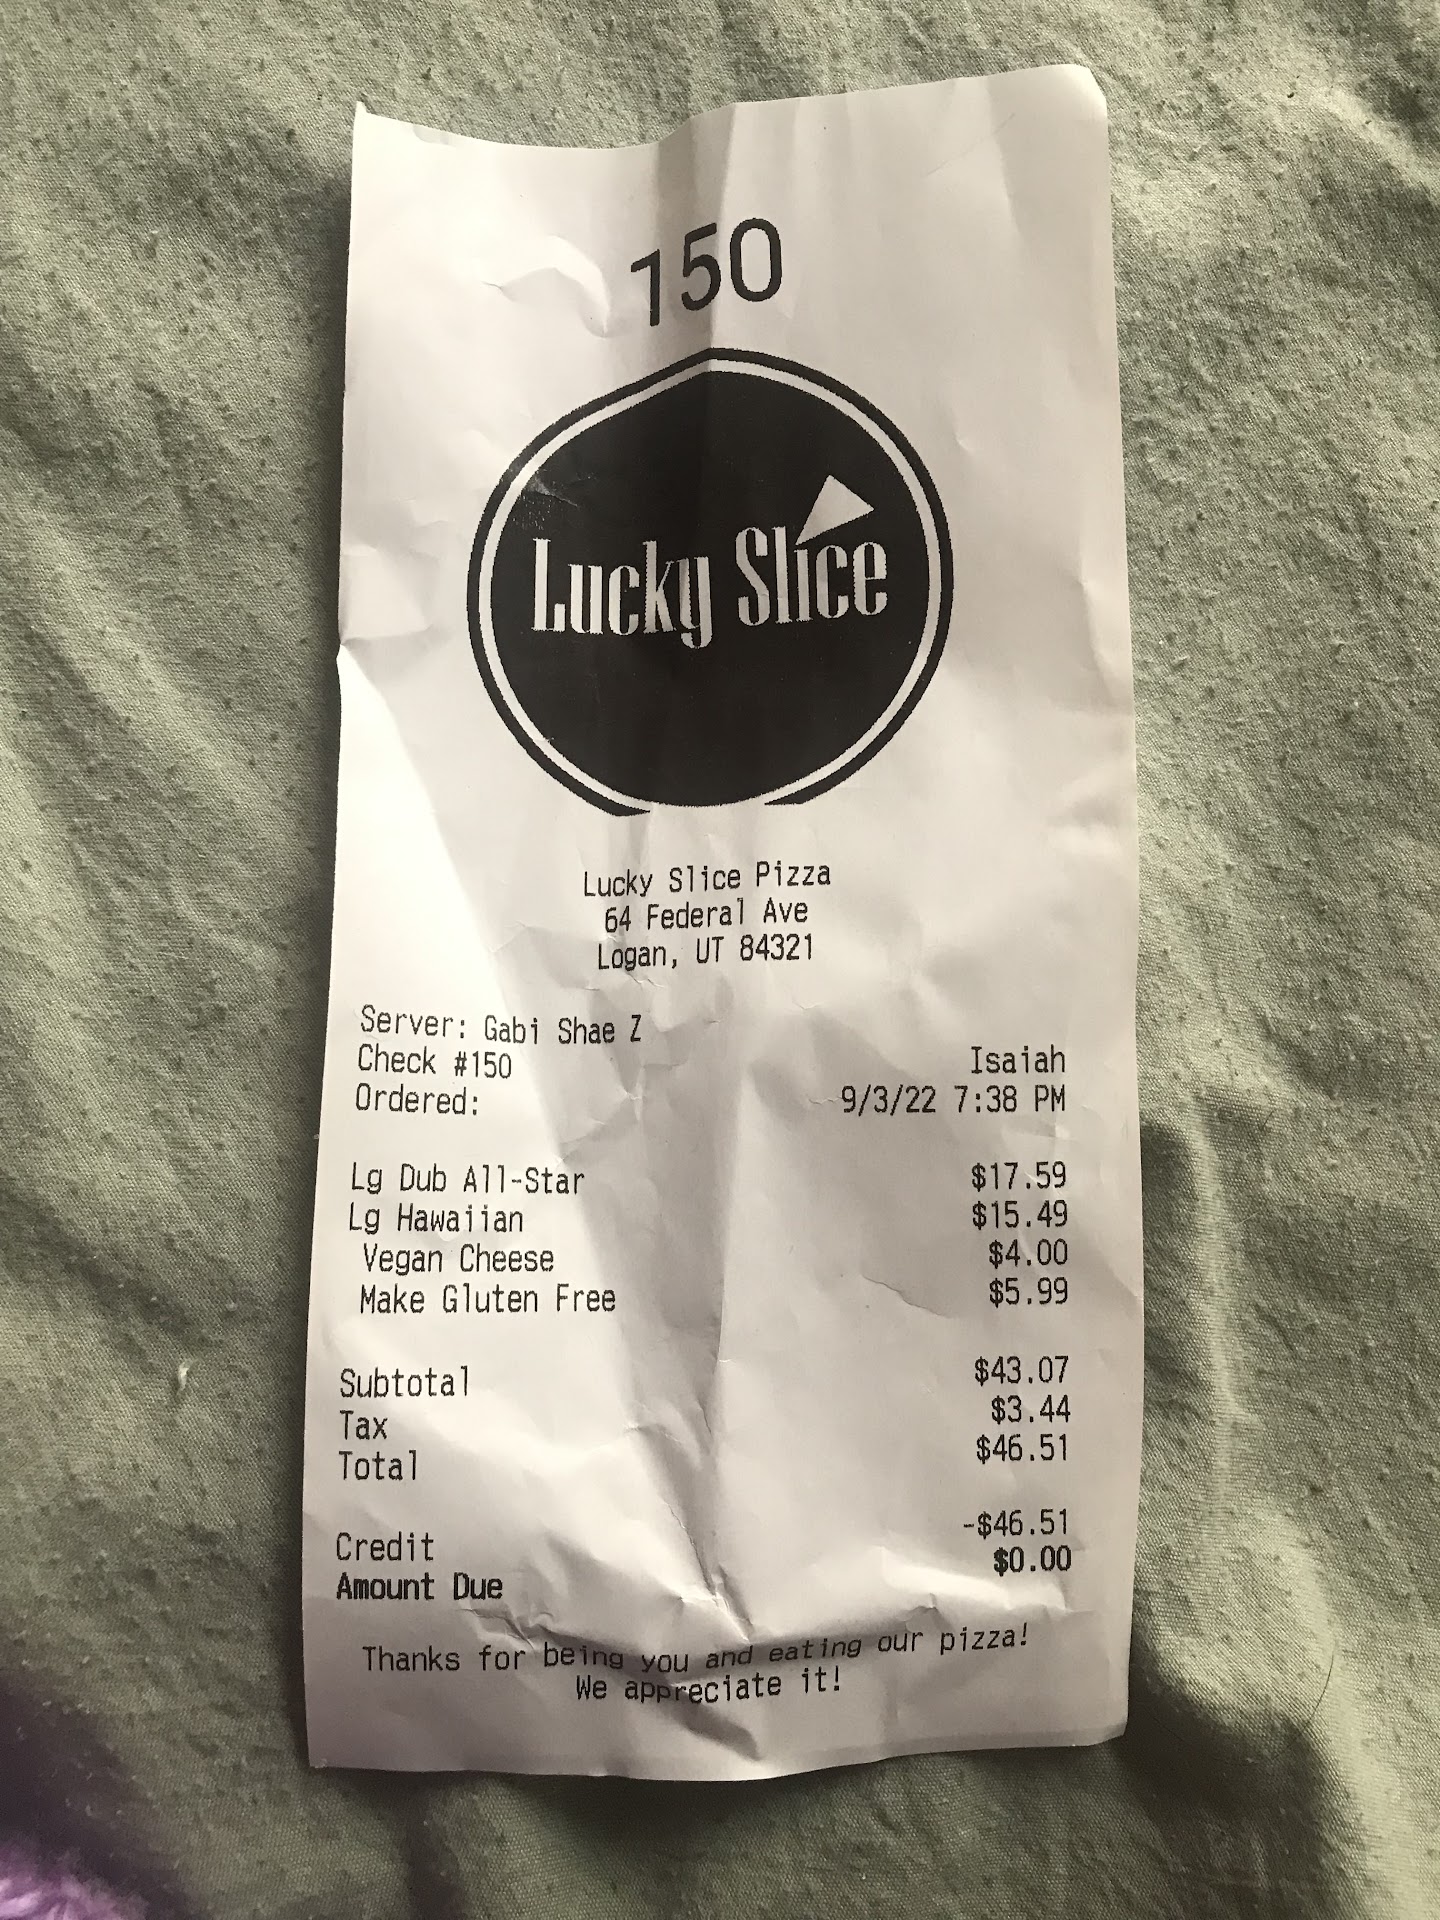 150
Lucky Slice
Lucky Slice Pizza
64 Federal Ave
Logan, UT 84321
Server: Gabi Shae Z
Check #150 Isaiah
Ordered: 9/3/22 7:38 PM
Lg Dub All-Star $17.59
Lg Hawaiian $15.49
Vegan Cheese $4.00
Make Gluten Free $5.99
Subtotal $43.07
Tax $3.44
Total $46.51
Credit -$46.51
Amount Due $0.00
Thanks for being you and eating our pizza!
We appreciate it!